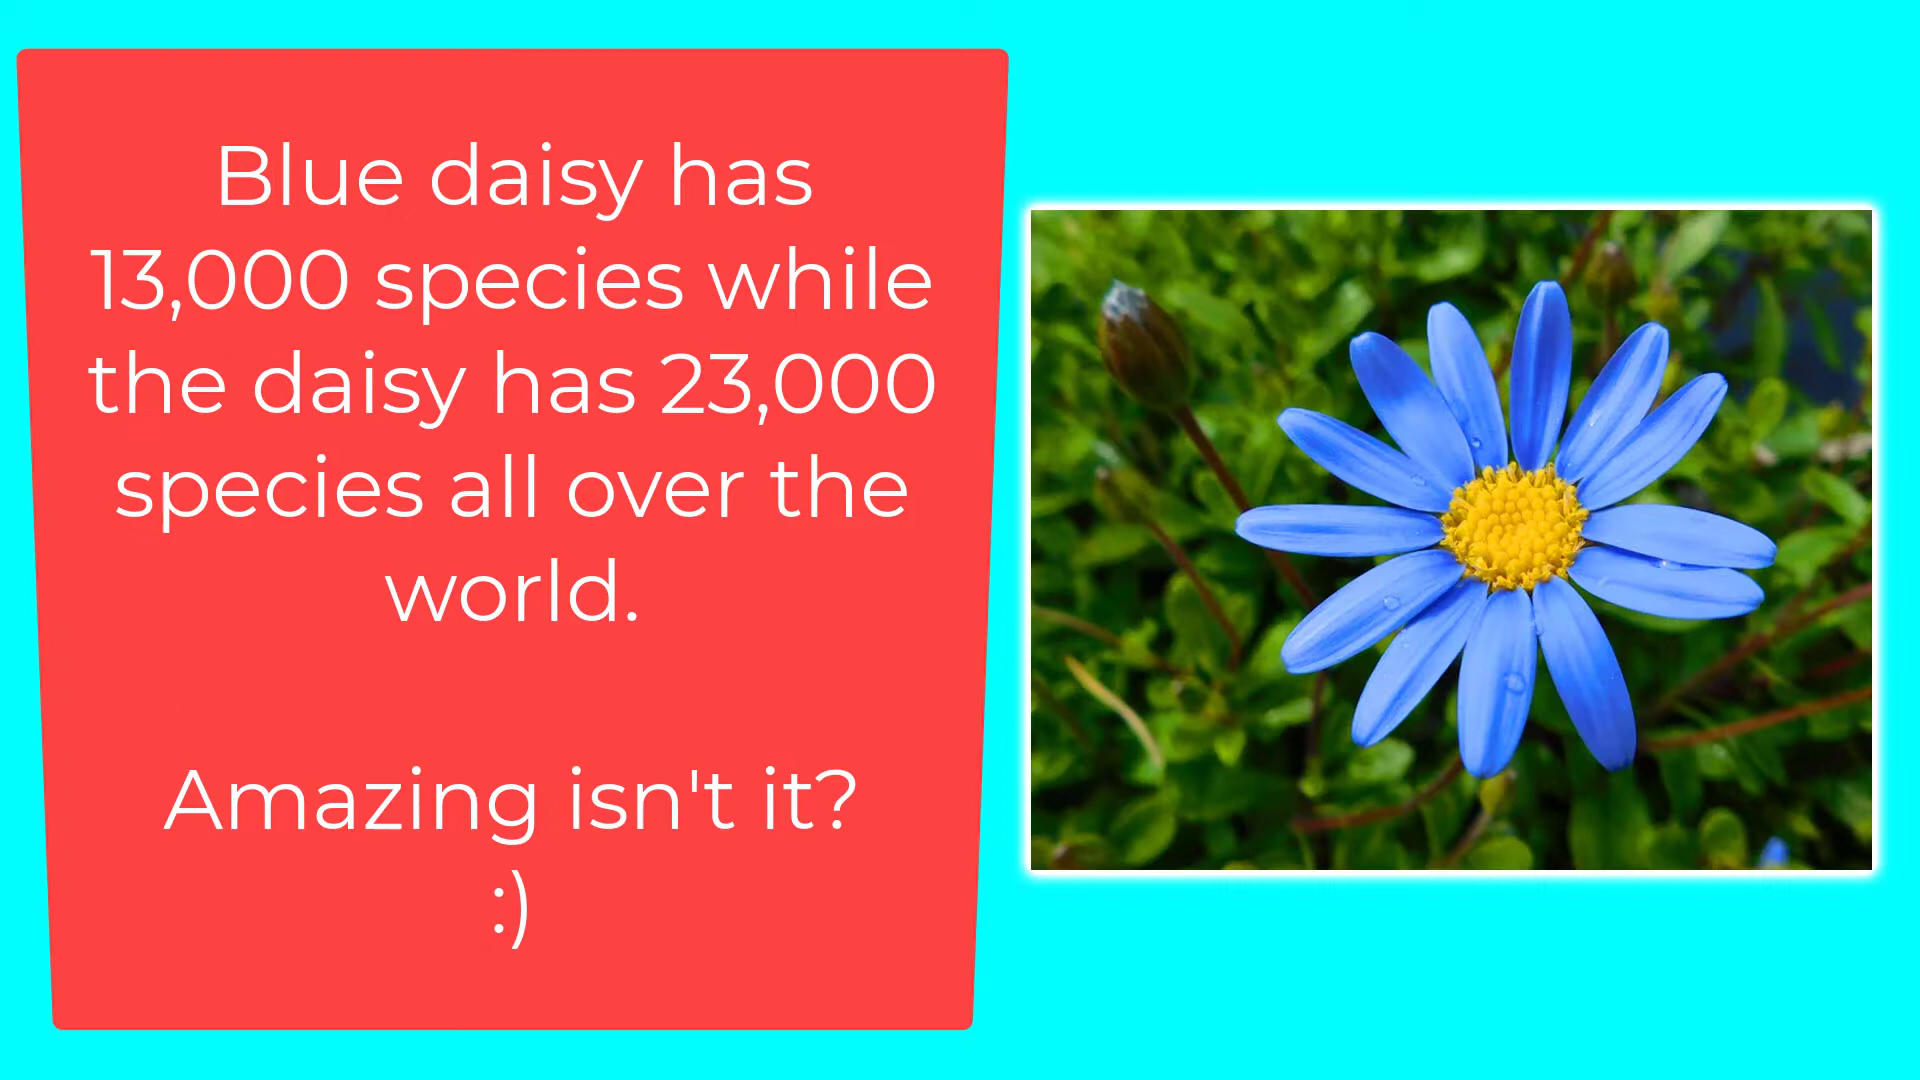 Blue daisy has
13,000 species while
the daisy has 23,000
species all over the
world.
Amazing isn't it?
:)